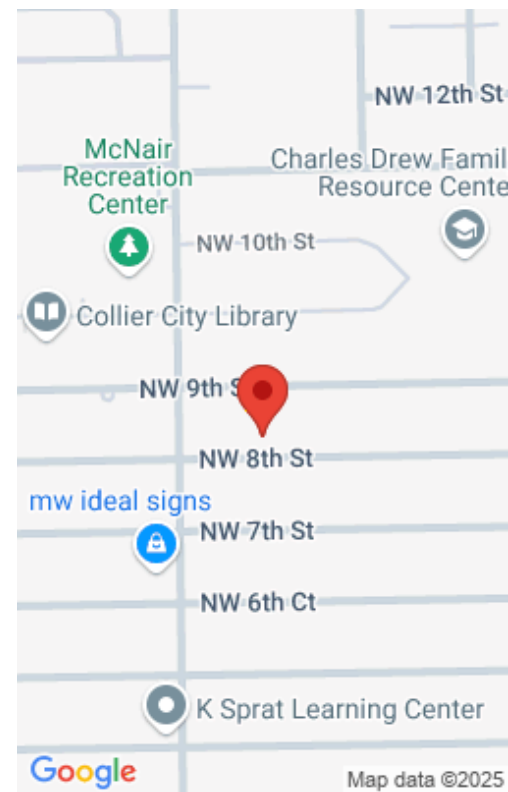 NW 12th St
McNair
Recreation
Center
Charles Drew Famil
Resource Cente
NW 10th St
Collier City Library
NW 9th S
NW 8th St
mw ideal signs
NW 7th St
NW 6th Ct
K Sprat Learning Center
Google
Map data ©2025